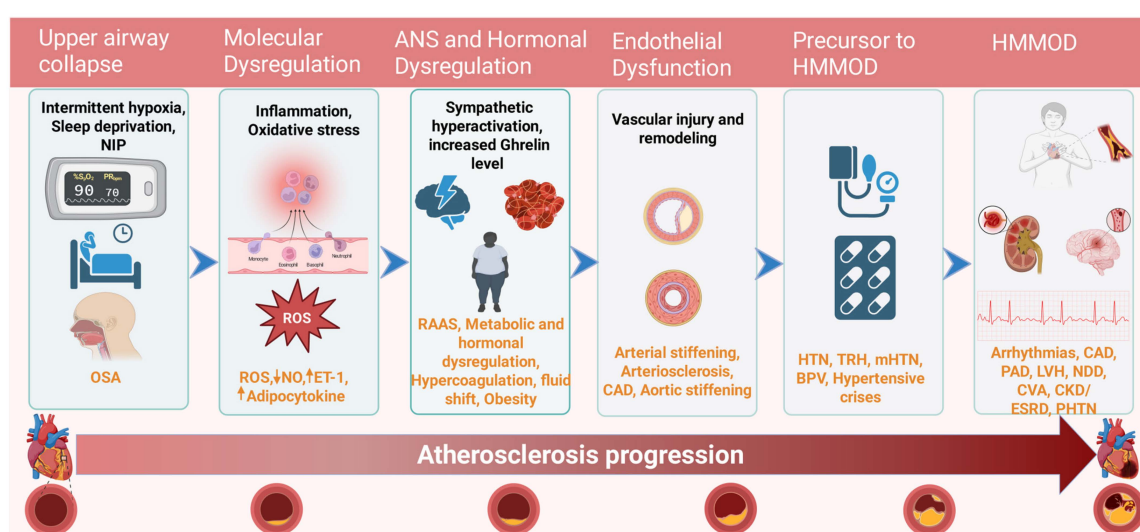 Upper airway
collapse
Molecular
Dysregulation
ANS and Hormonal
Dysregulation
Endothelial
Dysfunction
Precursor to
HMMOD
HMMOD
Intermittent hypoxia,
Sleep deprivation,
NIP
%SpO2 PRbpm
90 70
OSA
Inflammation,
Oxidative stress
Monocyte
Eosinophil
Basophil
Neutrophil
ROS
ROS,↓NO,↑ET-1,
↑Adipocytokine
Sympathetic
hyperactivation,
increased Ghrelin
level
RAAS, Metabolic and
hormonal
dysregulation,
Hypercoagulation, fluid
shift, Obesity
Vascular injury and
remodeling
Arterial stiffening,
Arteriosclerosis,
CAD, Aortic stiffening
HTN, TRH, mHTN,
BPV, Hypertensive
crises
Arrhythmias, CAD,
PAD, LVH, NDD,
CVA, CKD/
ESRD, PHTN
Atherosclerosis progression